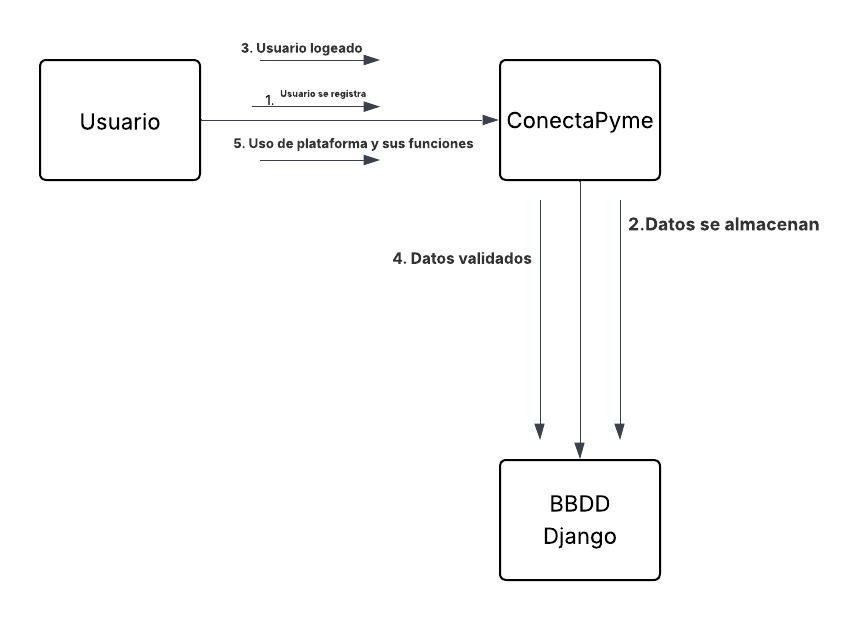 3. Usuario logeado
1. Usuario se registra
Usuario
ConectaPyme
5. Uso de plataforma y sus funciones
2.Datos se almacenan
4. Datos validados
BBDD
Django